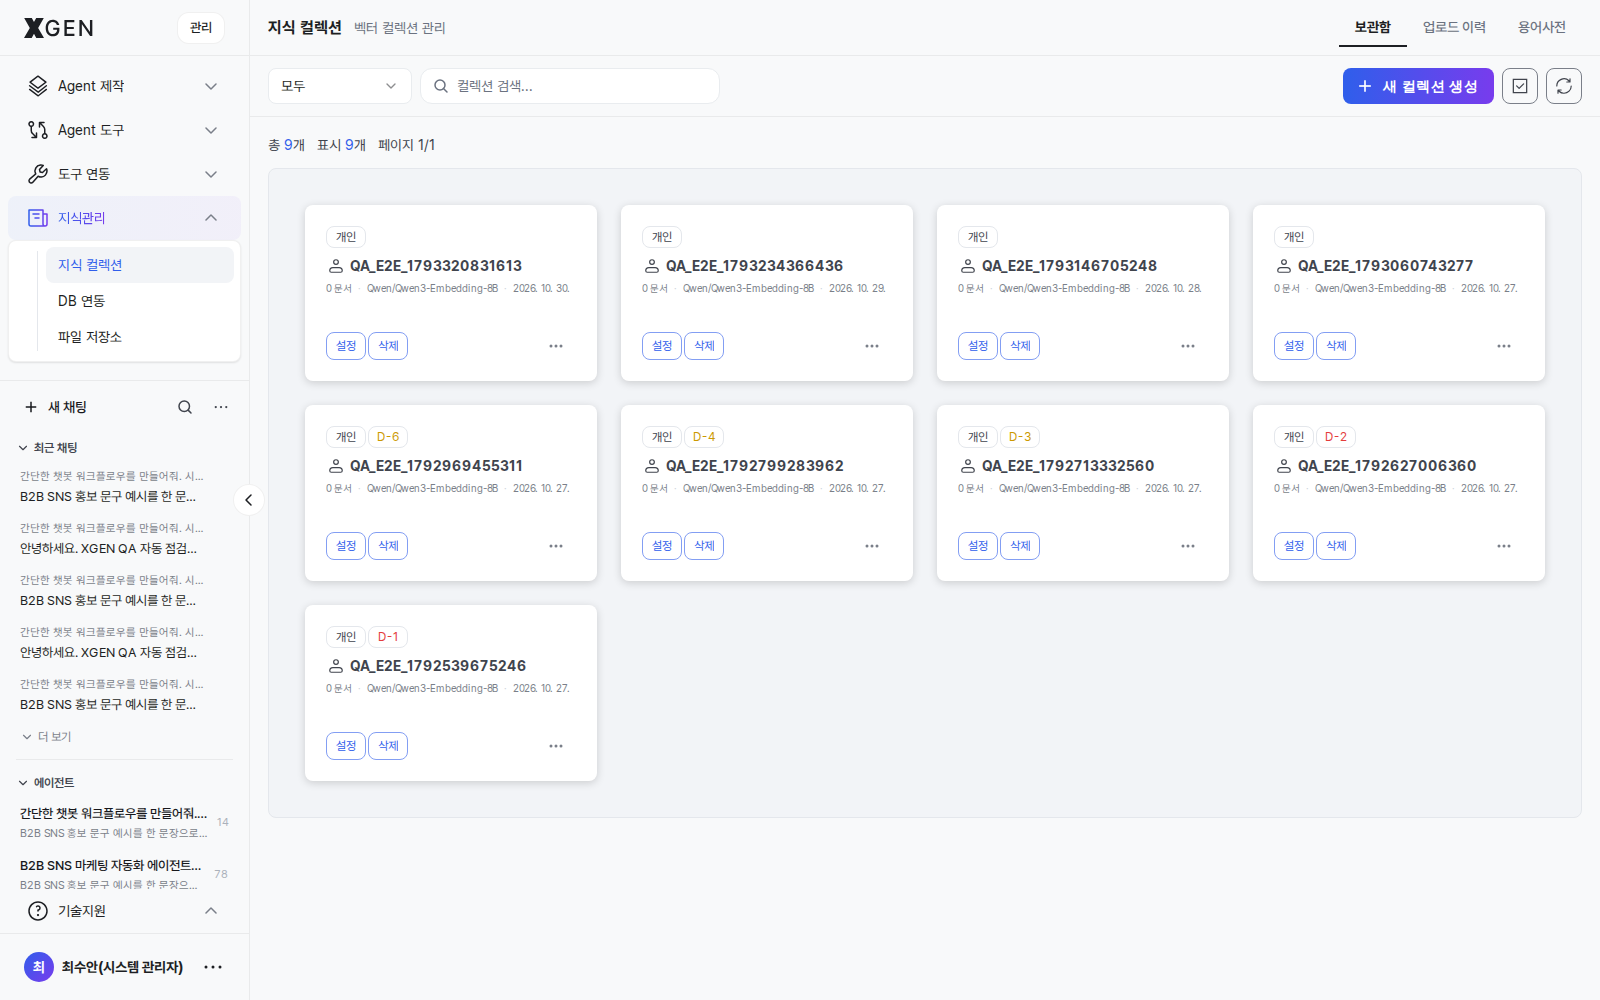 XGEN
관리
Agent 제작
Agent 도구
도구 연동
지식관리
지식 컬렉션
DB 연동
파일 저장소
새 채팅
최근 채팅
간단한 챗봇 워크플로우를 만들어줘. 시...
B2B SNS 홍보 문구 예시를 한 문...
간단한 챗봇 워크플로우를 만들어줘. 시...
안녕하세요. XGEN QA 자동 점검...
간단한 챗봇 워크플로우를 만들어줘. 시...
B2B SNS 홍보 문구 예시를 한 문...
간단한 챗봇 워크플로우를 만들어줘. 시...
안녕하세요. XGEN QA 자동 점검...
간단한 챗봇 워크플로우를 만들어줘. 시...
B2B SNS 홍보 문구 예시를 한 문...
더 보기
에이전트
간단한 챗봇 워크플로우를 만들어줘.... 14
B2B SNS 홍보 문구 예시를 한 문장으로...
B2B SNS 마케팅 자동화 에이전트... 78
B2B SNS 홍보 문구 예시를 한 문장으...
기술지원
최 최수안(시스템 관리자)
지식 컬렉션 벡터 컬렉션 관리
보관함 업로드 이력 용어사전
모두
컬렉션 검색...
새 컬렉션 생성
총 9개 표시 9개 페이지 1/1
개인
QA_E2E_1793320831613
0 문서 · Qwen/Qwen3-Embedding-8B · 2026. 10. 30.
설정 삭제
개인
QA_E2E_1793234366436
0 문서 · Qwen/Qwen3-Embedding-8B · 2026. 10. 29.
설정 삭제
개인
QA_E2E_1793146705248
0 문서 · Qwen/Qwen3-Embedding-8B · 2026. 10. 28.
설정 삭제
개인
QA_E2E_1793060743277
0 문서 · Qwen/Qwen3-Embedding-8B · 2026. 10. 27.
설정 삭제
개인 D-6
QA_E2E_1792969455311
0 문서 · Qwen/Qwen3-Embedding-8B · 2026. 10. 27.
설정 삭제
개인 D-4
QA_E2E_1792799283962
0 문서 · Qwen/Qwen3-Embedding-8B · 2026. 10. 27.
설정 삭제
개인 D-3
QA_E2E_1792713332560
0 문서 · Qwen/Qwen3-Embedding-8B · 2026. 10. 27.
설정 삭제
개인 D-2
QA_E2E_1792627006360
0 문서 · Qwen/Qwen3-Embedding-8B · 2026. 10. 27.
설정 삭제
개인 D-1
QA_E2E_1792539675246
0 문서 · Qwen/Qwen3-Embedding-8B · 2026. 10. 27.
설정 삭제